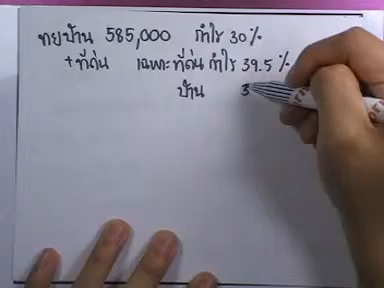 ขายบ้าน 585,000 กำไร 30%
+ที่ดิน เฉพาะที่ดิน กำไร 39.5%
บ้าน 3